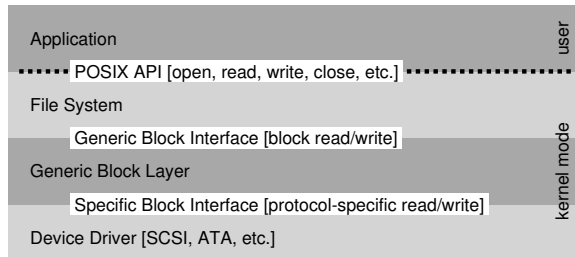 Application
POSIX API [open, read, write, close, etc.]
File System
Generic Block Interface [block read/write]
Generic Block Layer
Specific Block Interface [protocol-specific read/write]
Device Driver [SCSI, ATA, etc.]
user
kernel mode